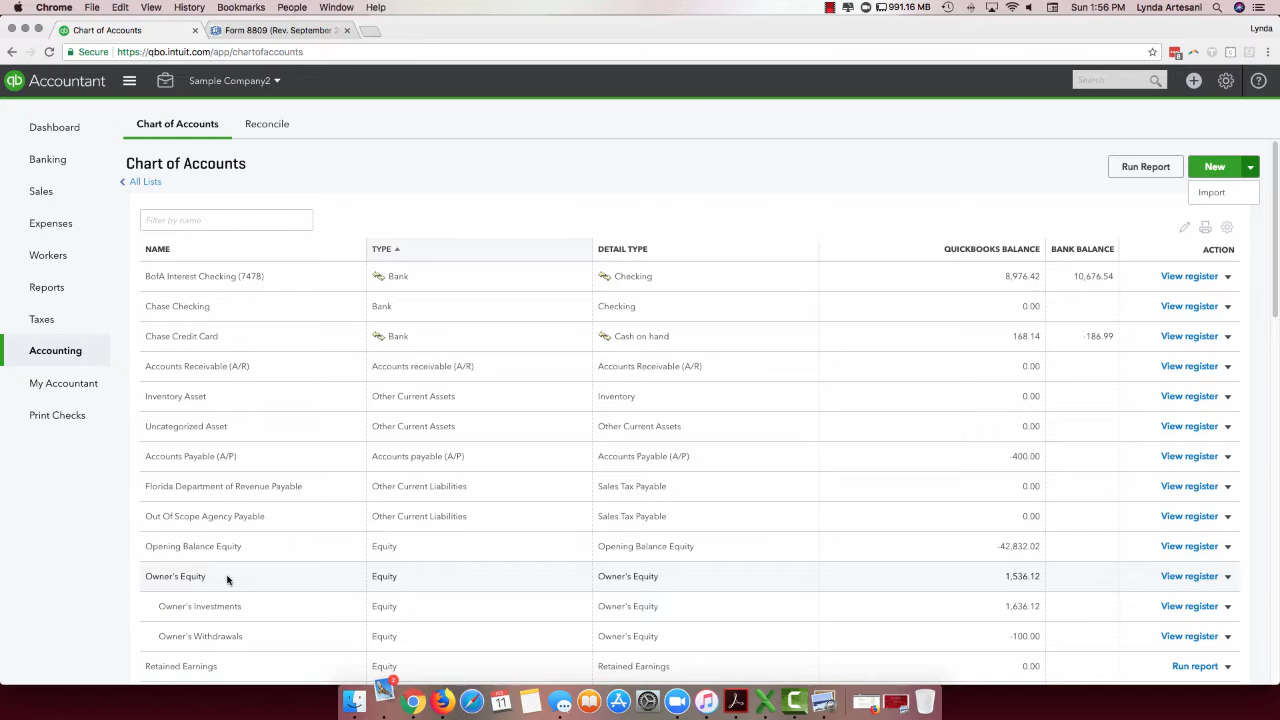 Chrome File Edit View History Bookmarks People Window Help 991.16 MB Sun 1:56 PM Lynda Artesani
Chart of Accounts × Form 8809 (Rev. September 2 × Lynda
Secure https://qbo.intuit.com/app/chartofaccounts
qb Accountant Sample Company2 Search
Dashboard
Banking
Sales
Expenses
Workers
Reports
Taxes
Accounting
My Accountant
Print Checks
Chart of Accounts Reconcile
Chart of Accounts
All Lists
Run Report New
Import
Filter by name
NAME TYPE DETAIL TYPE QUICKBOOKS BALANCE BANK BALANCE ACTION
BofA Interest Checking (7478) Bank Checking 8,976.42 10,676.54 View register
Chase Checking Bank Checking 0.00 View register
Chase Credit Card Bank Cash on hand 168.14 -186.99 View register
Accounts Receivable (A/R) Accounts receivable (A/R) Accounts Receivable (A/R) 0.00 View register
Inventory Asset Other Current Assets Inventory 0.00 View register
Uncategorized Asset Other Current Assets Other Current Assets 0.00 View register
Accounts Payable (A/P) Accounts payable (A/P) Accounts Payable (A/P) -400.00 View register
Florida Department of Revenue Payable Other Current Liabilities Sales Tax Payable 0.00 View register
Out Of Scope Agency Payable Other Current Liabilities Sales Tax Payable 0.00 View register
Opening Balance Equity Equity Opening Balance Equity -42,832.02 View register
Owner's Equity Equity Owner's Equity 1,536.12 View register
Owner's Investments Equity Owner's Equity 1,636.12 View register
Owner's Withdrawals Equity Owner's Equity -100.00 View register
Retained Earnings Equity Retained Earnings 0.00 Run report
2
11